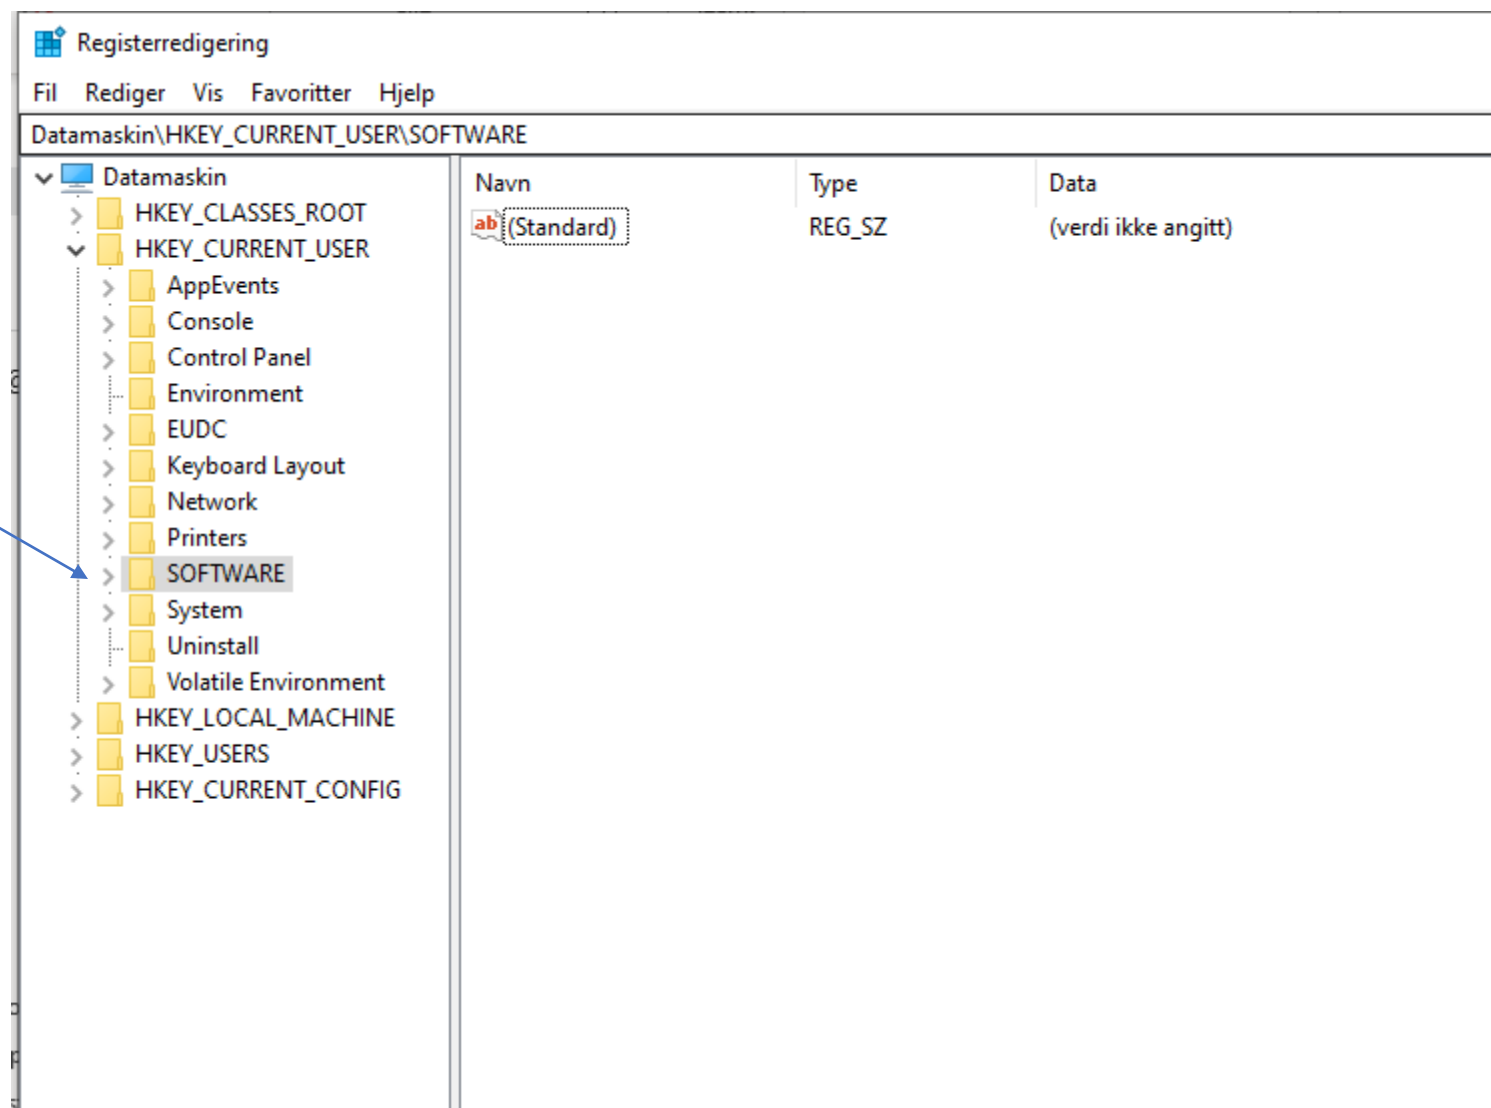 Registerredigering
Fil Rediger Vis Favoritter Hjelp
Datamaskin\HKEY_CURRENT_USER\SOFTWARE
Datamaskin
HKEY_CLASSES_ROOT
HKEY_CURRENT_USER
AppEvents
Console
Control Panel
Environment
EUDC
Keyboard Layout
Network
Printers
SOFTWARE
System
Uninstall
Volatile Environment
HKEY_LOCAL_MACHINE
HKEY_USERS
HKEY_CURRENT_CONFIG
Navn Type Data
ab (Standard) REG_SZ (verdi ikke angitt)